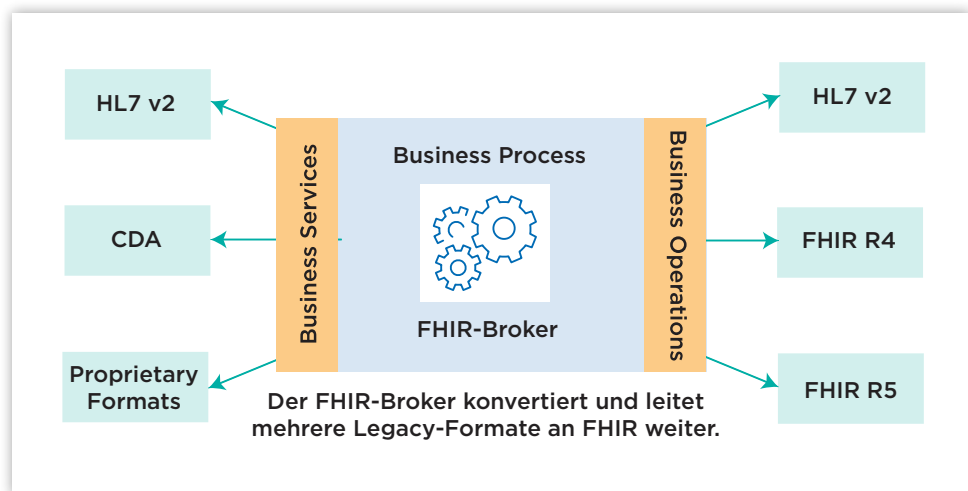 HL7 v2
CDA
Proprietary
Formats
Business Services
Business Process
FHIR-Broker
Business Operations
HL7 v2
FHIR R4
FHIR R5
Der FHIR-Broker konvertiert und leitet
mehrere Legacy-Formate an FHIR weiter.